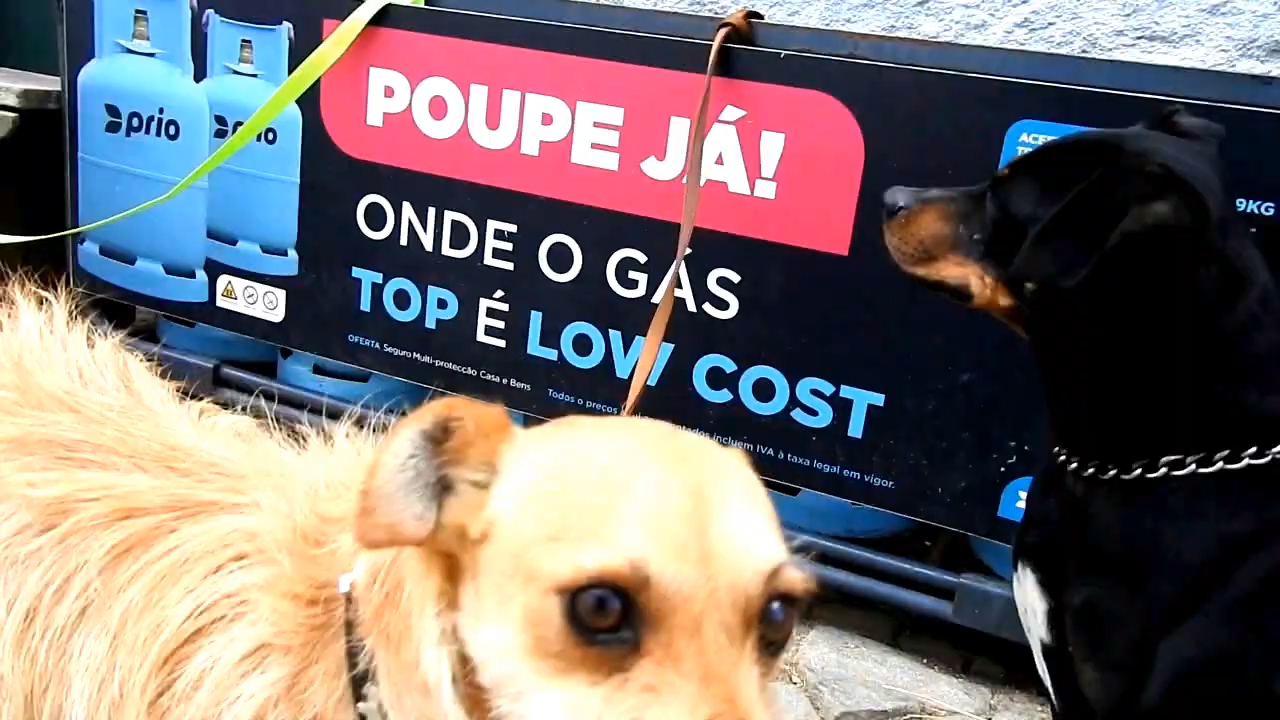 prio
prio
POUPE JÁ!
ONDE O GÁS
TOP É LOW COST
OFERTA Seguro Multi-protecção Casa e Bens
Todos o preços incluem IVA à taxa legal em vigor.
9KG